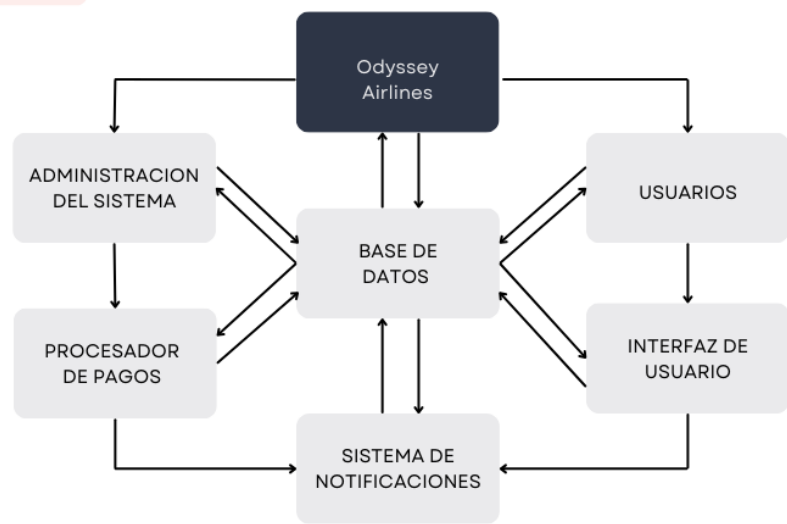 Odyssey
Airlines
ADMINISTRACION
DEL SISTEMA
USUARIOS
BASE DE
DATOS
PROCESADOR
DE PAGOS
INTERFAZ DE
USUARIO
SISTEMA DE
NOTIFICACIONES